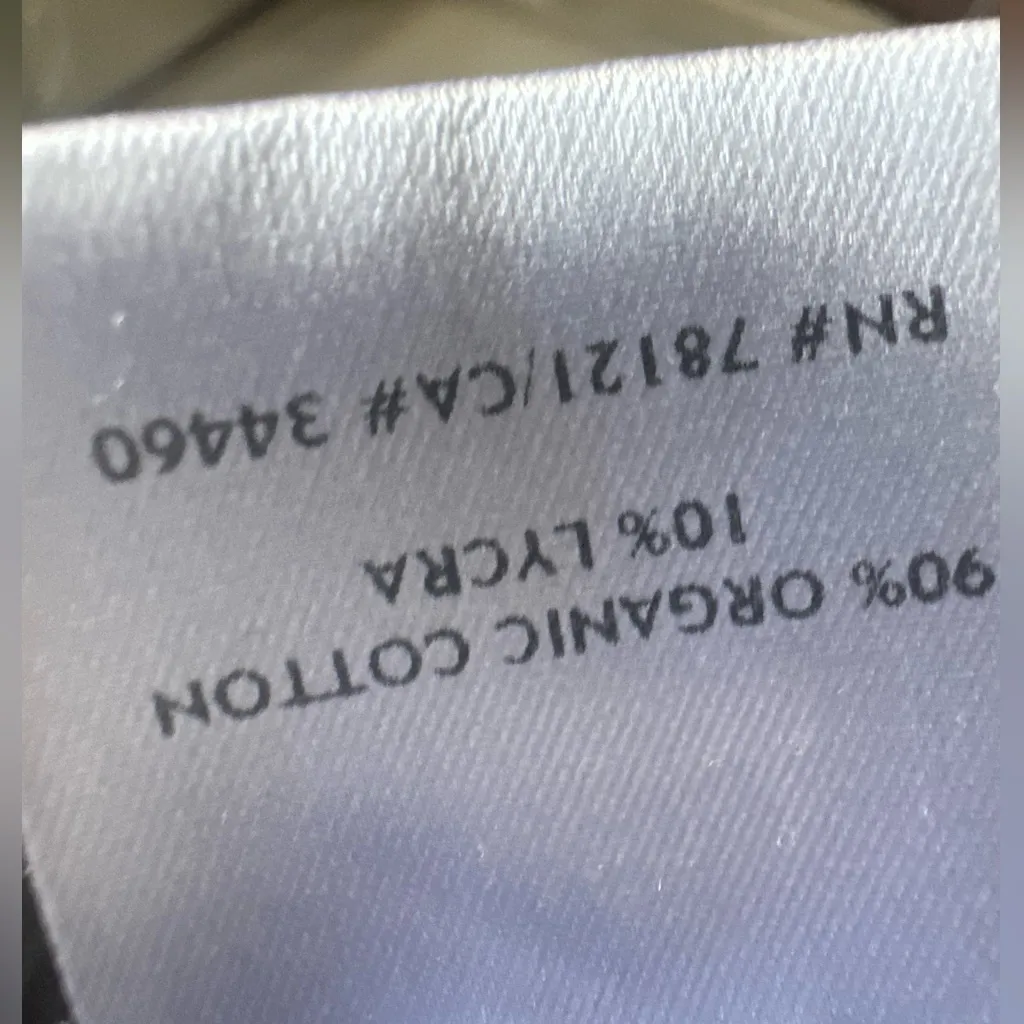 90% ORGANIC COTTON
10% LYCRA
RN# 78121/CA# 34460